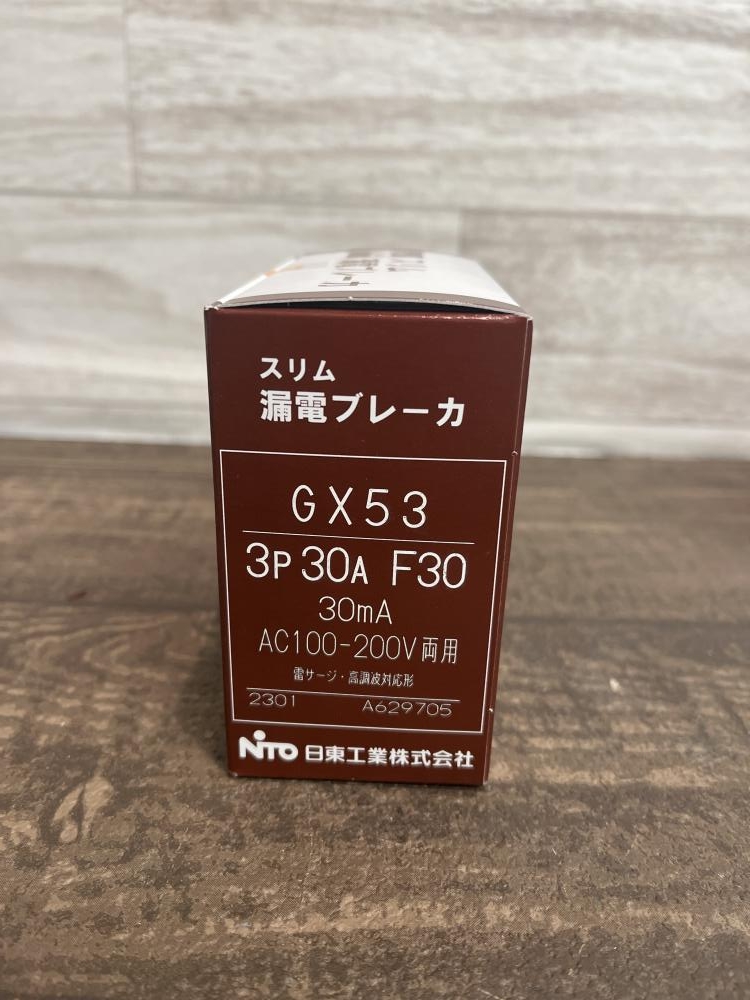 スリム
漏電ブレーカ
GX53
3P 30A F30
30mA
AC100-200V両用
雷サージ・高調波対応形
2301 A629705
NITO 日東工業株式会社